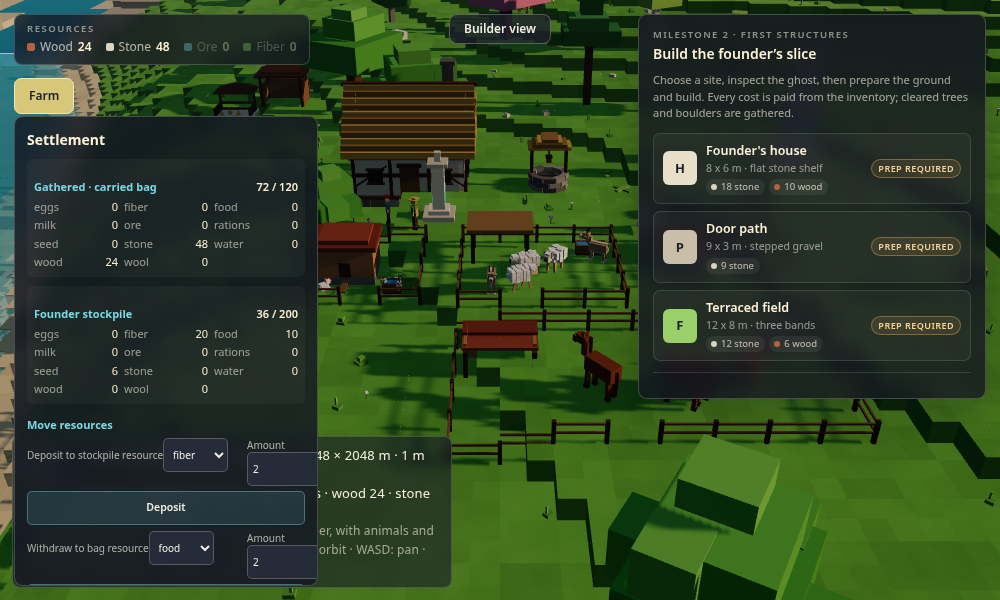 RESOURCES
Wood 24 Stone 48 Ore 0 Fiber 0
Builder view
Farm
Settlement
Gathered · carried bag 72 / 120
eggs 0 fiber 0 food 0
milk 0 ore 0 rations 0
seed 0 stone 48 water 0
wood 24 wool 0
Founder stockpile 36 / 200
eggs 0 fiber 20 food 10
milk 0 ore 0 rations 0
seed 6 stone 0 water 0
wood 0 wool 0
Move resources
Deposit to stockpile resource fiber Amount 2
Deposit
Withdraw to bag resource food Amount 2
48 × 2048 m · 1 m
· wood 24 · stone
with animals and
orbit · WASD: pan ·
MILESTONE 2 · FIRST STRUCTURES
Build the founder’s slice
Choose a site, inspect the ghost, then prepare the ground
and build. Every cost is paid from the inventory; cleared trees
and boulders are gathered.
H
Founder's house
8 x 6 m · flat stone shelf
18 stone 10 wood
PREP REQUIRED
P
Door path
9 x 3 m · stepped gravel
9 stone
PREP REQUIRED
F
Terraced field
12 x 8 m · three bands
12 stone 6 wood
PREP REQUIRED